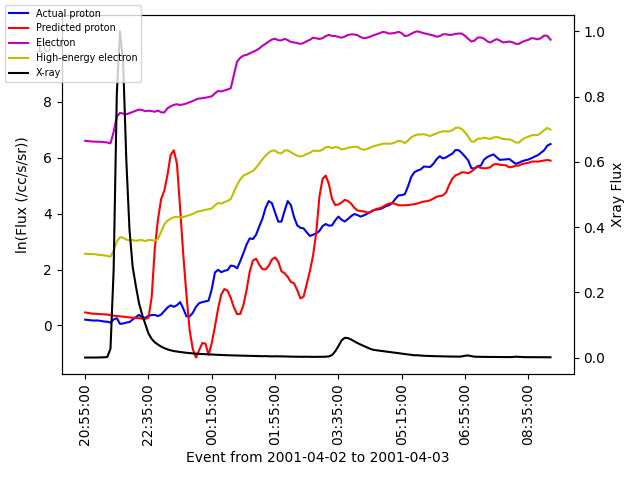 Actual proton
Predicted proton
Electron
High-energy electron
X-ray
10
8
6
4
2
0
ln(Flux (/cc/s/sr))
1.0
0.8
0.6
0.4
0.2
0.0
Xray Flux
20:55:00
22:35:00
00:15:00
01:55:00
03:35:00
05:15:00
06:55:00
08:35:00
Event from 2001-04-02 to 2001-04-03